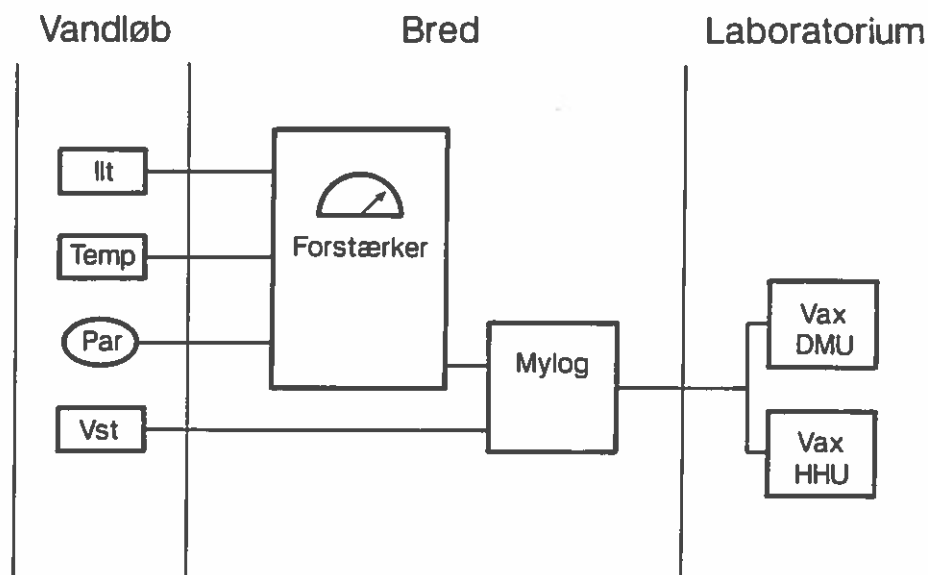 Vandløb
Bred
Laboratorium
Ilt
Temp
Par
Vst
Forstærker
Mylog
Vax
DMU
Vax
HHU